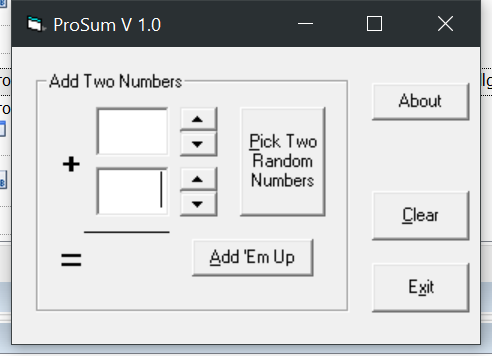 ProSum V 1.0
Add Two Numbers
About
Pick Two
Random
Numbers
+
Clear
=
Add 'Em Up
Exit